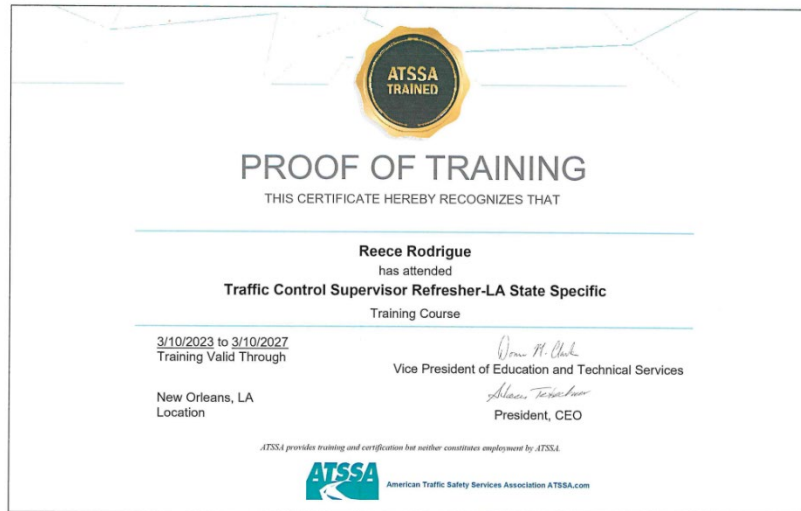 ATSSA
TRAINED
PROOF OF TRAINING
THIS CERTIFICATE HEREBY RECOGNIZES THAT
Reece Rodrigue
has attended
Traffic Control Supervisor Refresher-LA State Specific
Training Course
3/10/2023 to 3/10/2027
Training Valid Through
Vice President of Education and Technical Services
New Orleans, LA
Location
President, CEO
ATSSA provides training and certification but neither constitutes employment by ATSSA.
ATSSA
American Traffic Safety Services Association ATSSA.com